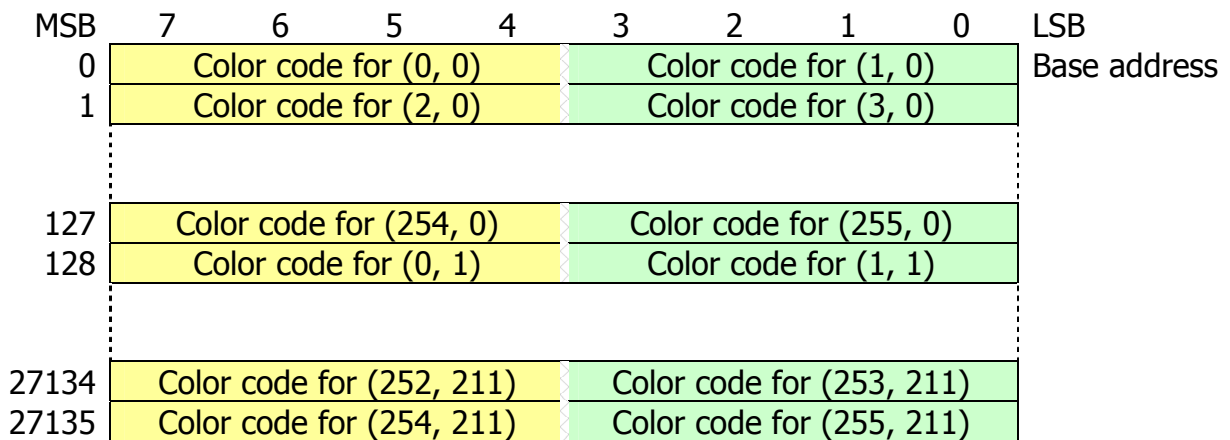 MSB 7 6 5 4 3 2 1 0 LSB
0 Color code for (0, 0) Color code for (1, 0) Base address
1 Color code for (2, 0) Color code for (3, 0)
127 Color code for (254, 0) Color code for (255, 0)
128 Color code for (0, 1) Color code for (1, 1)
27134 Color code for (252, 211) Color code for (253, 211)
27135 Color code for (254, 211) Color code for (255, 211)